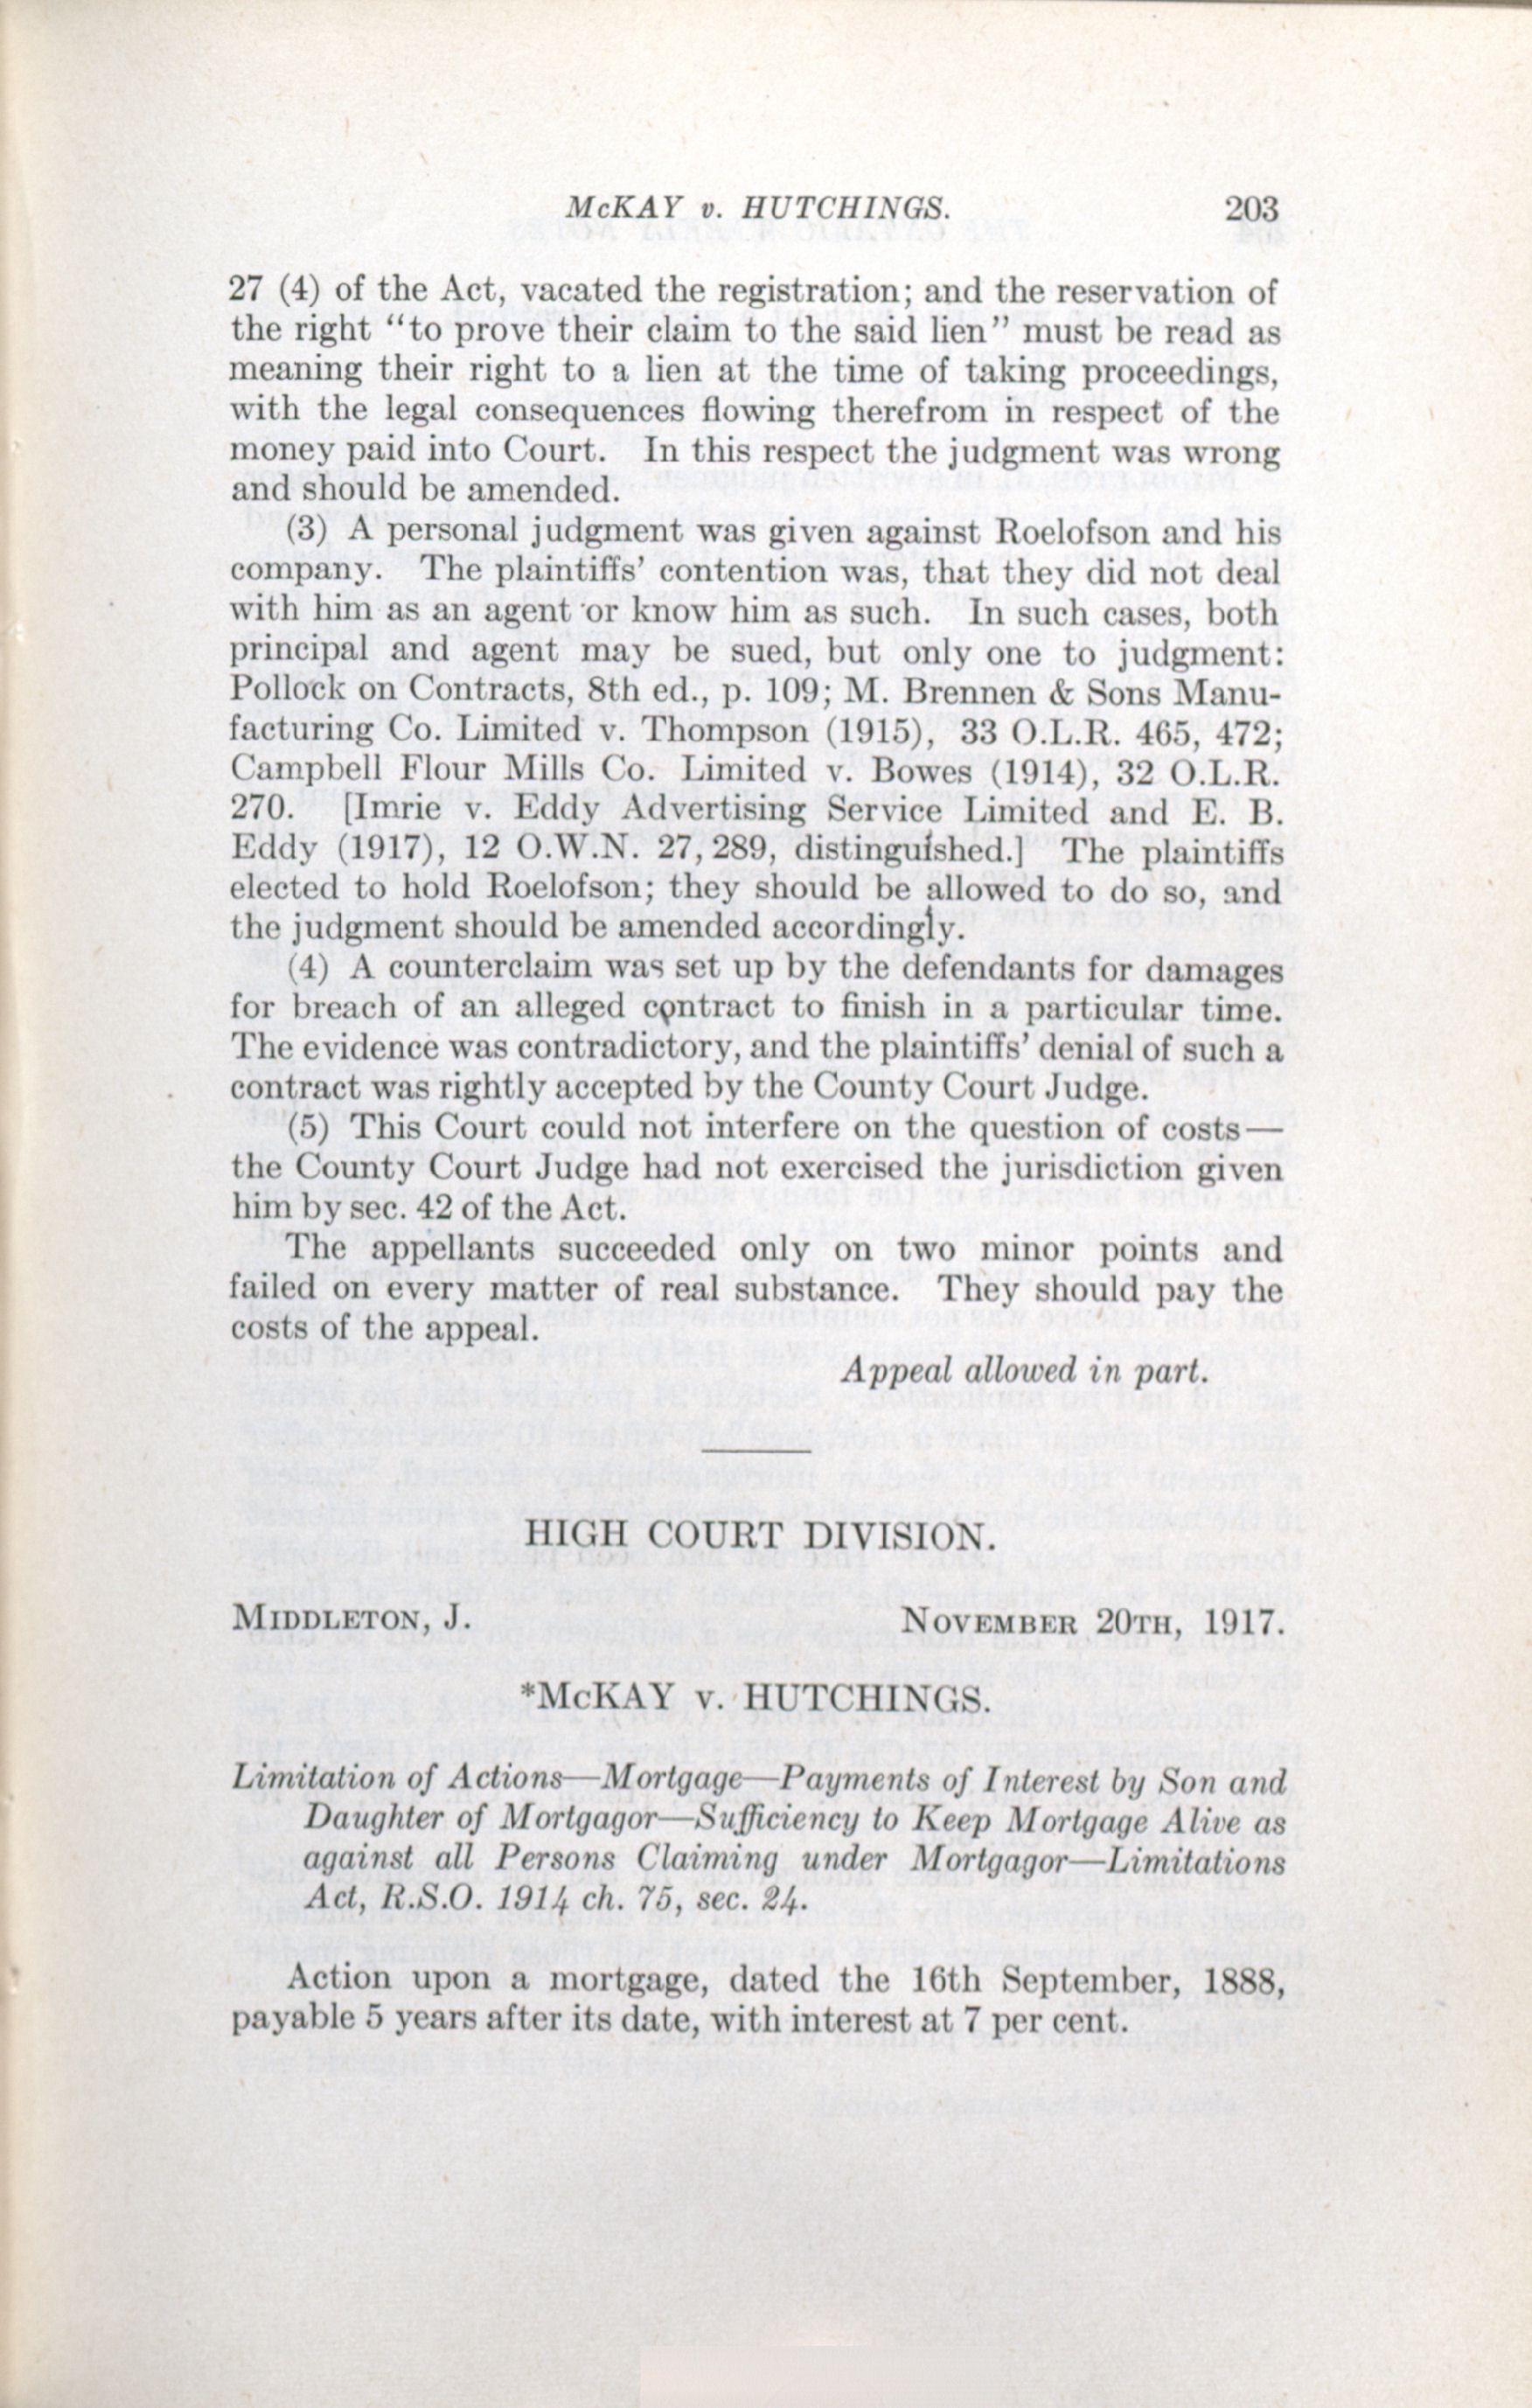 McKAY v. HUTCHINGS. 203
27 (4) of the Act, vacated the registration; and the reservation of
the right “to prove their claim to the said lien” must be read as
meaning their right to a lien at the time of taking proceedings,
with the legal consequences flowing therefrom in respect of the
money paid into Court. In this respect the judgment was wrong
and should be amended.
(3) A personal judgment was given against Roelofson and his
company. The plaintiffs’ contention was, that they did not deal
with him as an agent or know him as such. In such cases, both
principal and agent may be sued, but only one to judgment:
Pollock on Contracts, 8th ed., p. 109; M. Brennen & Sons Manu-
facturing Co. Limited v. Thompson (1915), 33 O.L.R. 465, 472;
Campbell Flour Mills Co. Limited v. Bowes (1914), 32 O.L.R.
270. [Imrie v. Eddy Advertising Service Limited and E. B.
Eddy (1917), 12 O.W.N. 27, 289, distinguished.] The plaintiffs
elected to hold Roelofson; they should be allowed to do so, and
the judgment should be amended accordingly.
(4) A counterclaim was set up by the defendants for damages
for breach of an alleged contract to finish in a particular time.
The evidence was contradictory, and the plaintiffs’ denial of such a
contract was rightly accepted by the County Court Judge.
(5) This Court could not interfere on the question of costs—
the County Court Judge had not exercised the jurisdiction given
him by sec. 42 of the Act.
The appellants succeeded only on two minor points and
failed on every matter of real substance. They should pay the
costs of the appeal.
Appeal allowed in part.
HIGH COURT DIVISION.
MIDDLETON, J. NOVEMBER 20TH, 1917.
*McKAY v. HUTCHINGS.
Limitation of Actions—Mortgage—Payments of Interest by Son and
Daughter of Mortgagor—Sufficiency to Keep Mortgage Alive as
against all Persons Claiming under Mortgagor—Limitations
Act, R.S.O. 1914 ch. 75, sec. 24.
Action upon a mortgage, dated the 16th September, 1888,
payable 5 years after its date, with interest at 7 per cent.